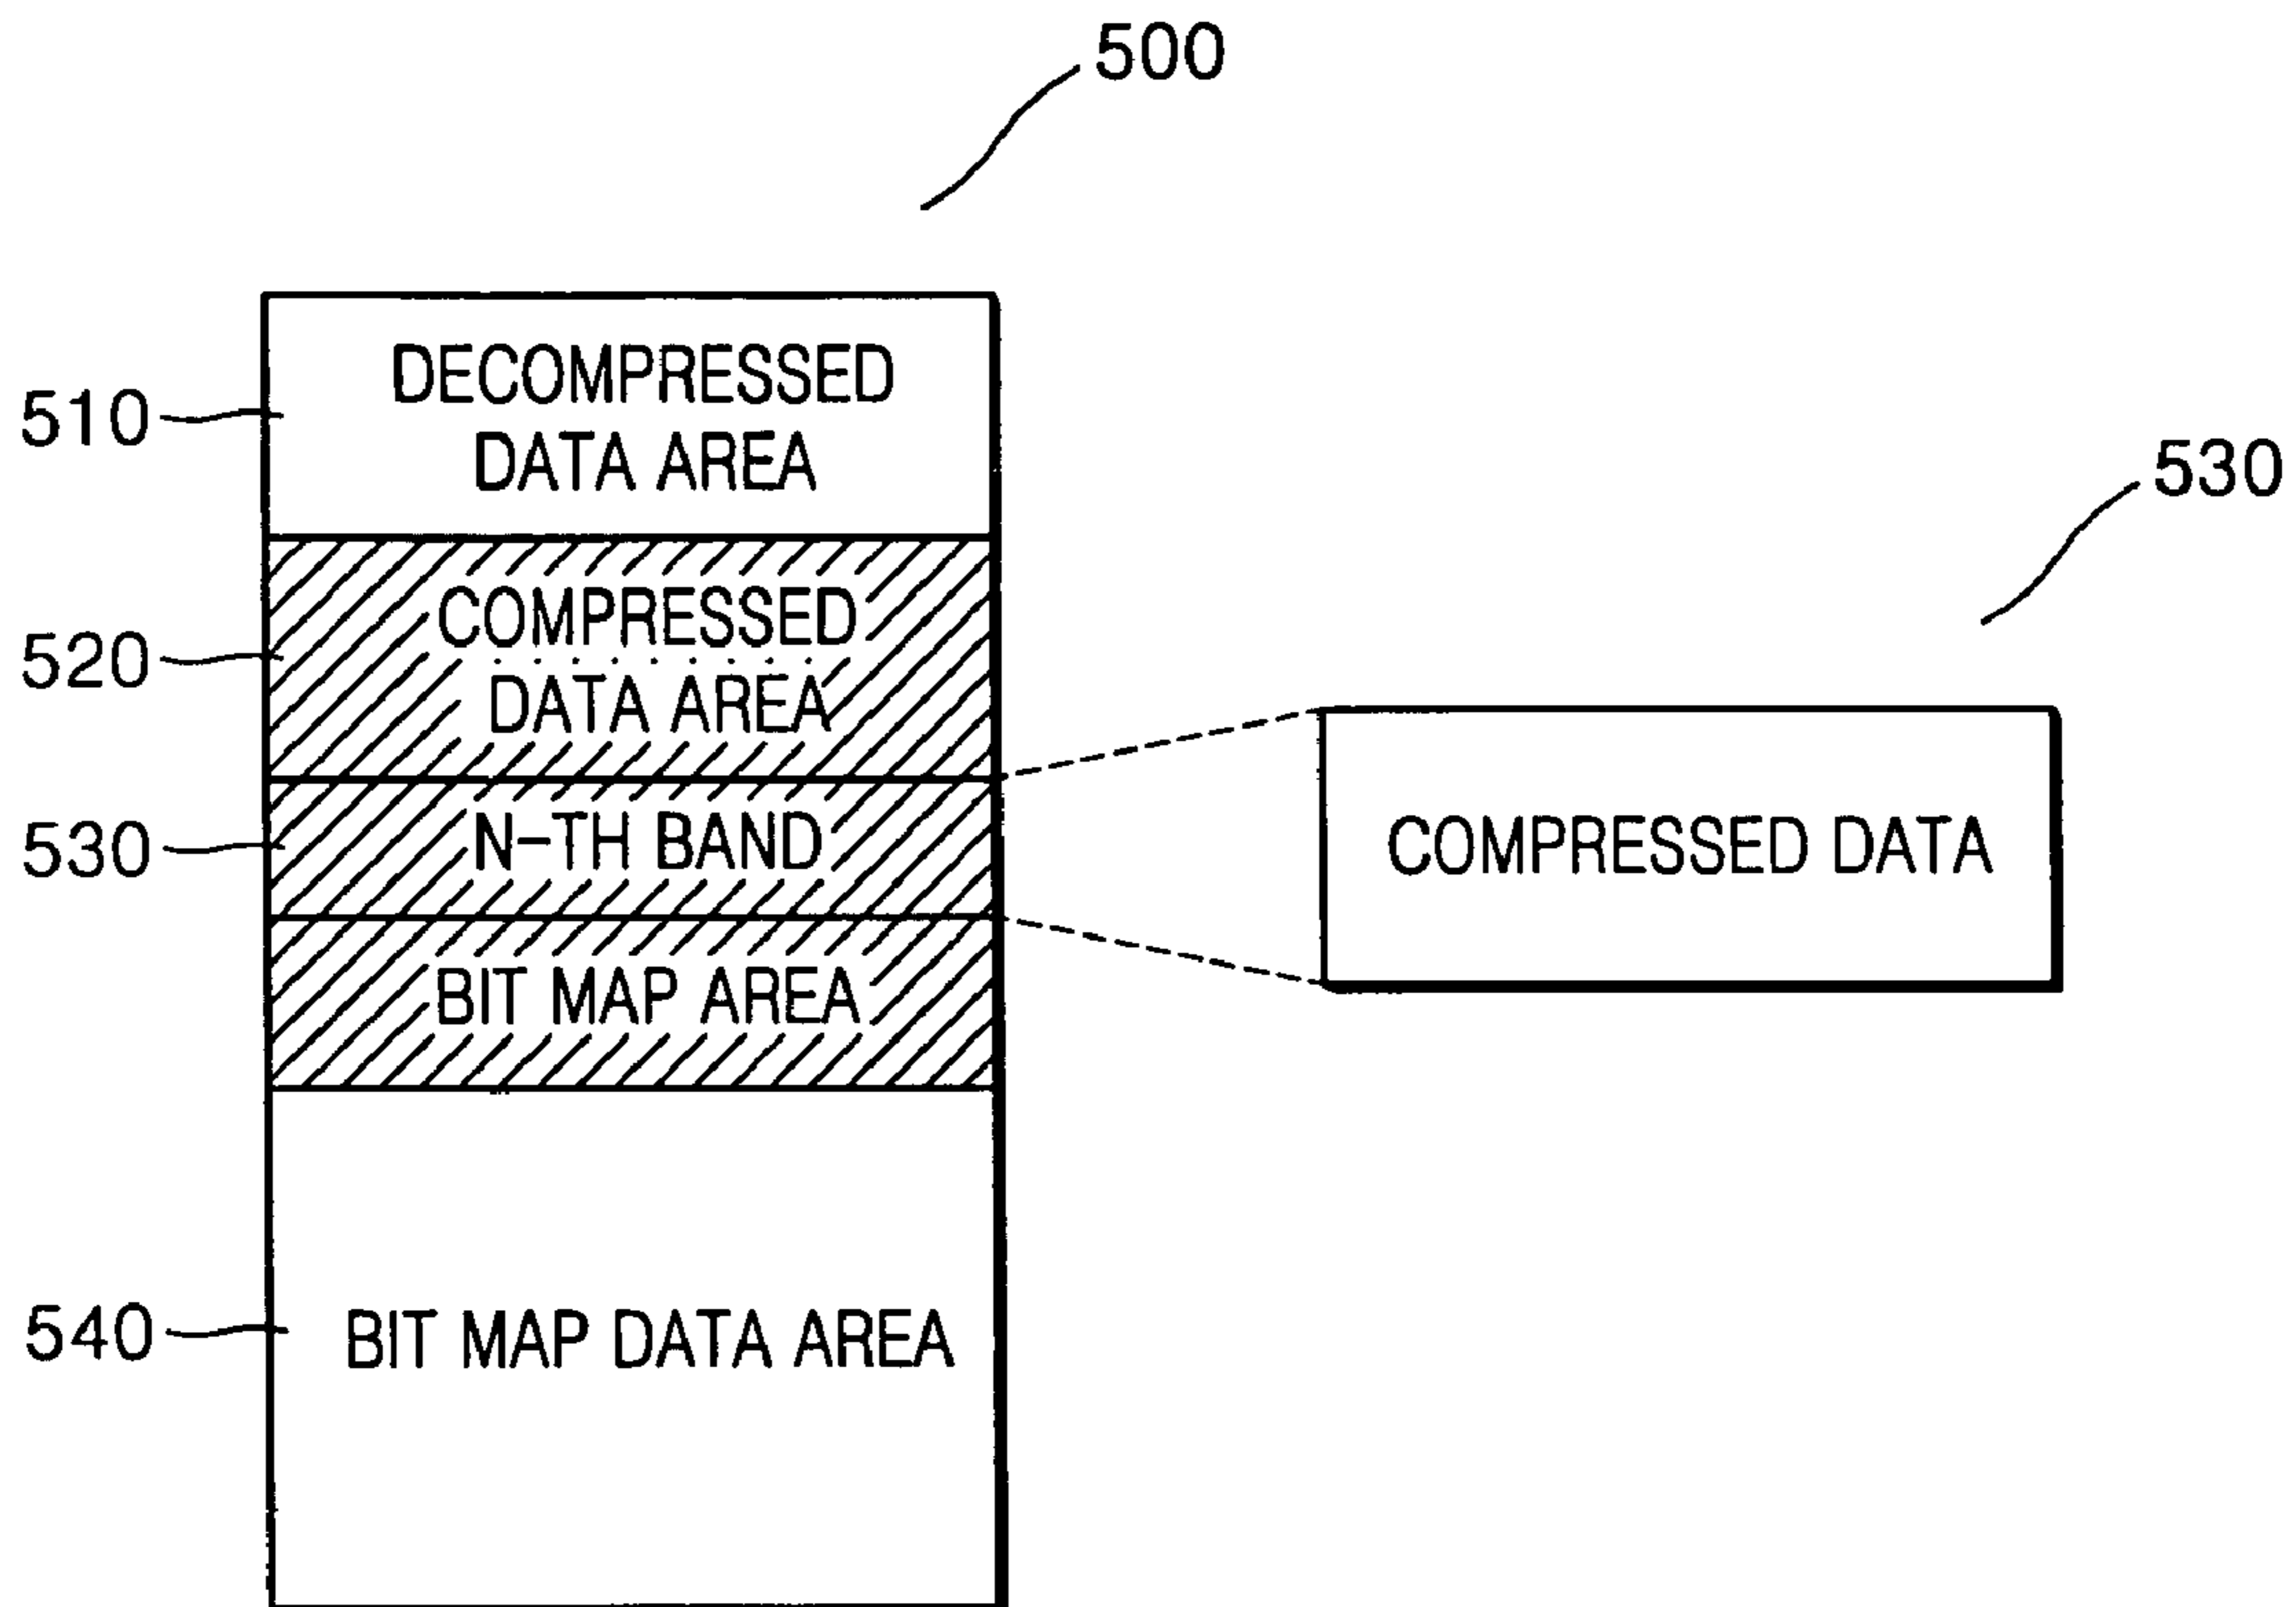 500
DECOMPRESSED
DATA AREA
510
530
COMPRESSED
DATA AREA
520
N-TH BAND
530
COMPRESSED DATA
BIT MAP AREA
BIT MAP DATA AREA
540